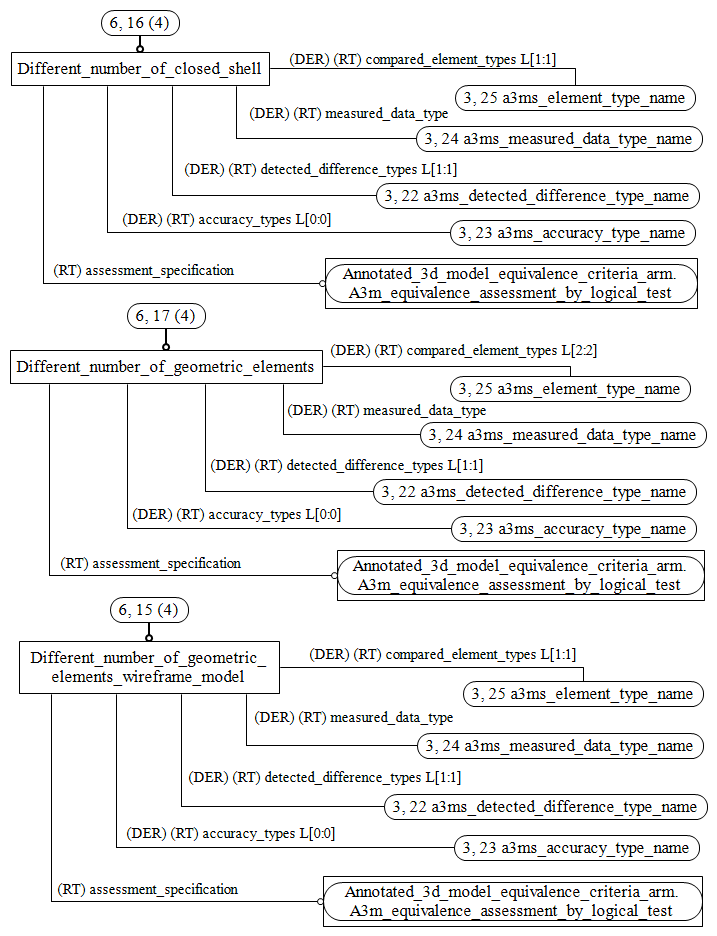 6, 16 (4)
Different_number_of_closed_shell
(DER) (RT) compared_element_types L[1:1]
3, 25 a3ms_element_type_name
(DER) (RT) measured_data_type
3, 24 a3ms_measured_data_type_name
(DER) (RT) detected_difference_types L[1:1]
3, 22 a3ms_detected_difference_type_name
(DER) (RT) accuracy_types L[0:0]
3, 23 a3ms_accuracy_type_name
(RT) assessment_specification
Annotated_3d_model_equivalence_criteria_arm.
A3m_equivalence_assessment_by_logical_test
6, 17 (4)
Different_number_of_geometric_elements
(DER) (RT) compared_element_types L[2:2]
3, 25 a3ms_element_type_name
(DER) (RT) measured_data_type
3, 24 a3ms_measured_data_type_name
(DER) (RT) detected_difference_types L[1:1]
3, 22 a3ms_detected_difference_type_name
(DER) (RT) accuracy_types L[0:0]
3, 23 a3ms_accuracy_type_name
(RT) assessment_specification
Annotated_3d_model_equivalence_criteria_arm.
A3m_equivalence_assessment_by_logical_test
6, 15 (4)
Different_number_of_geometric_
elements_wireframe_model
(DER) (RT) compared_element_types L[1:1]
3, 25 a3ms_element_type_name
(DER) (RT) measured_data_type
3, 24 a3ms_measured_data_type_name
(DER) (RT) detected_difference_types L[1:1]
3, 22 a3ms_detected_difference_type_name
(DER) (RT) accuracy_types L[0:0]
3, 23 a3ms_accuracy_type_name
(RT) assessment_specification
Annotated_3d_model_equivalence_criteria_arm.
A3m_equivalence_assessment_by_logical_test